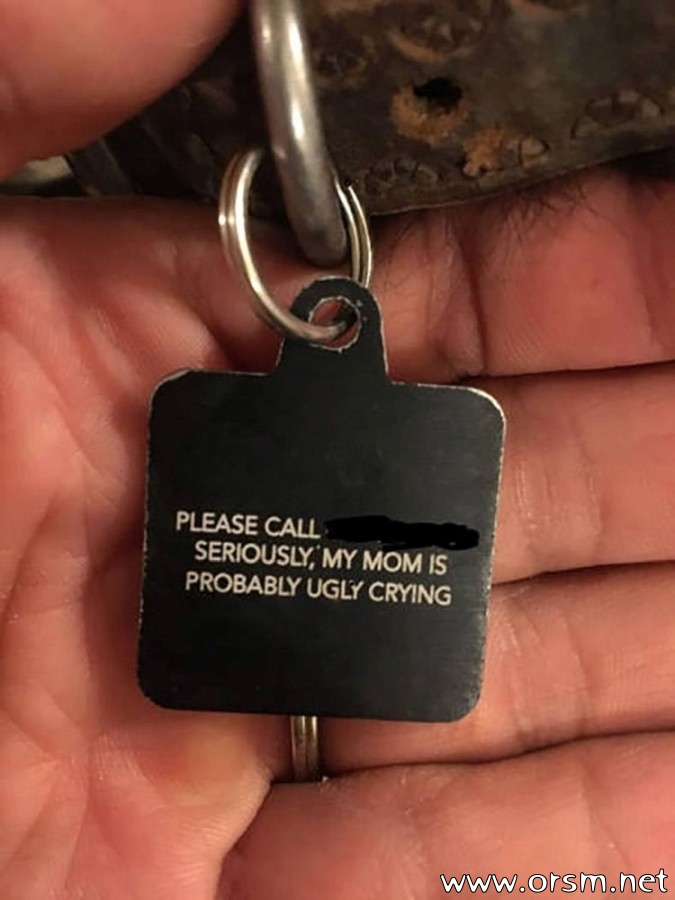 PLEASE CALL
SERIOUSLY, MY MOM IS
PROBABLY UGLY CRYING
www.orsm.net